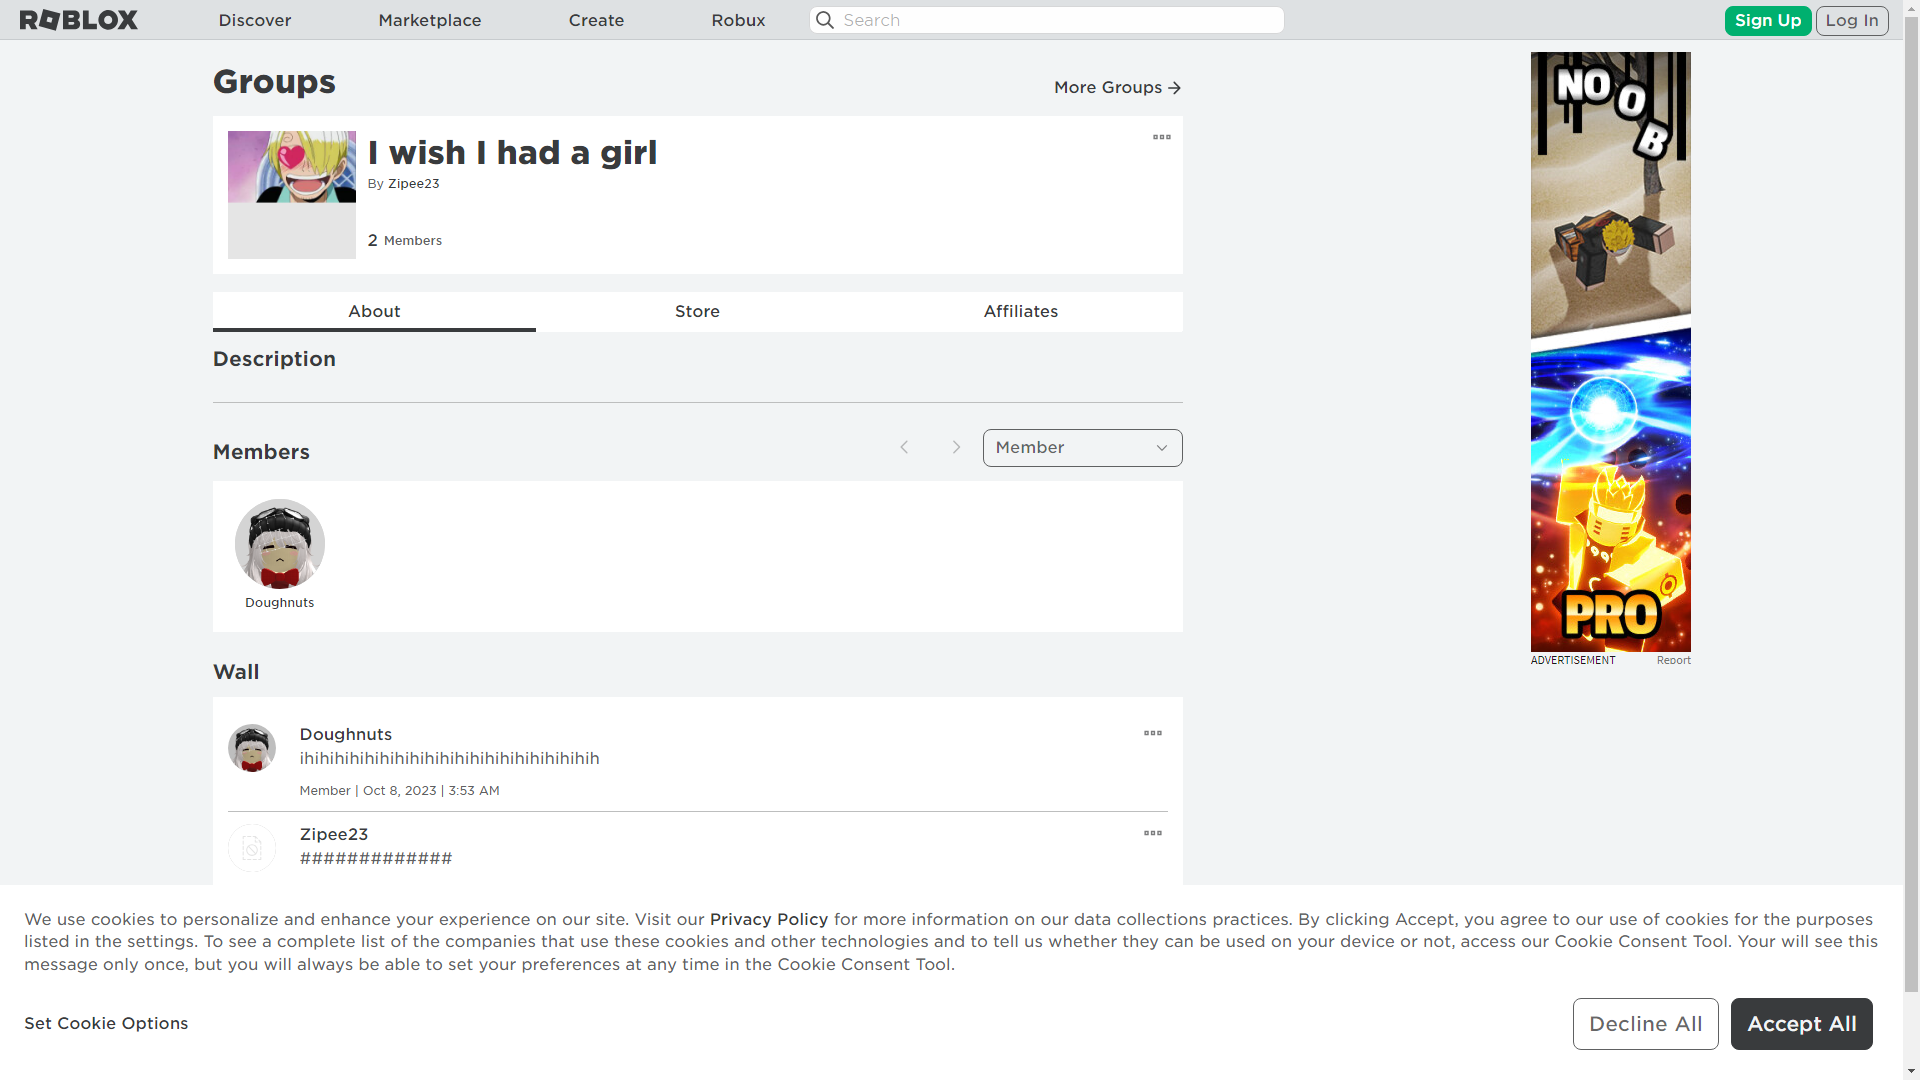 ROBLOX Discover Marketplace Create Robux Search Sign Up Log In
Groups
More Groups
I wish I had a girl
By Zipee23
2 Members
About Store Affiliates
Description
Members
Member
Doughnuts
Wall
Doughnuts
ihihihihihihihihihihihihihihihihihihihih
Member | Oct 8, 2023 | 3:53 AM
Zipee23
#############
NOOB
PRO
ADVERTISEMENT Report
We use cookies to personalize and enhance your experience on our site. Visit our Privacy Policy for more information on our data collections practices. By clicking Accept, you agree to our use of cookies for the purposes
listed in the settings. To see a complete list of the companies that use these cookies and other technologies and to tell us whether they can be used on your device or not, access our Cookie Consent Tool. Your will see this
message only once, but you will always be able to set your preferences at any time in the Cookie Consent Tool.
Set Cookie Options
Decline All
Accept All